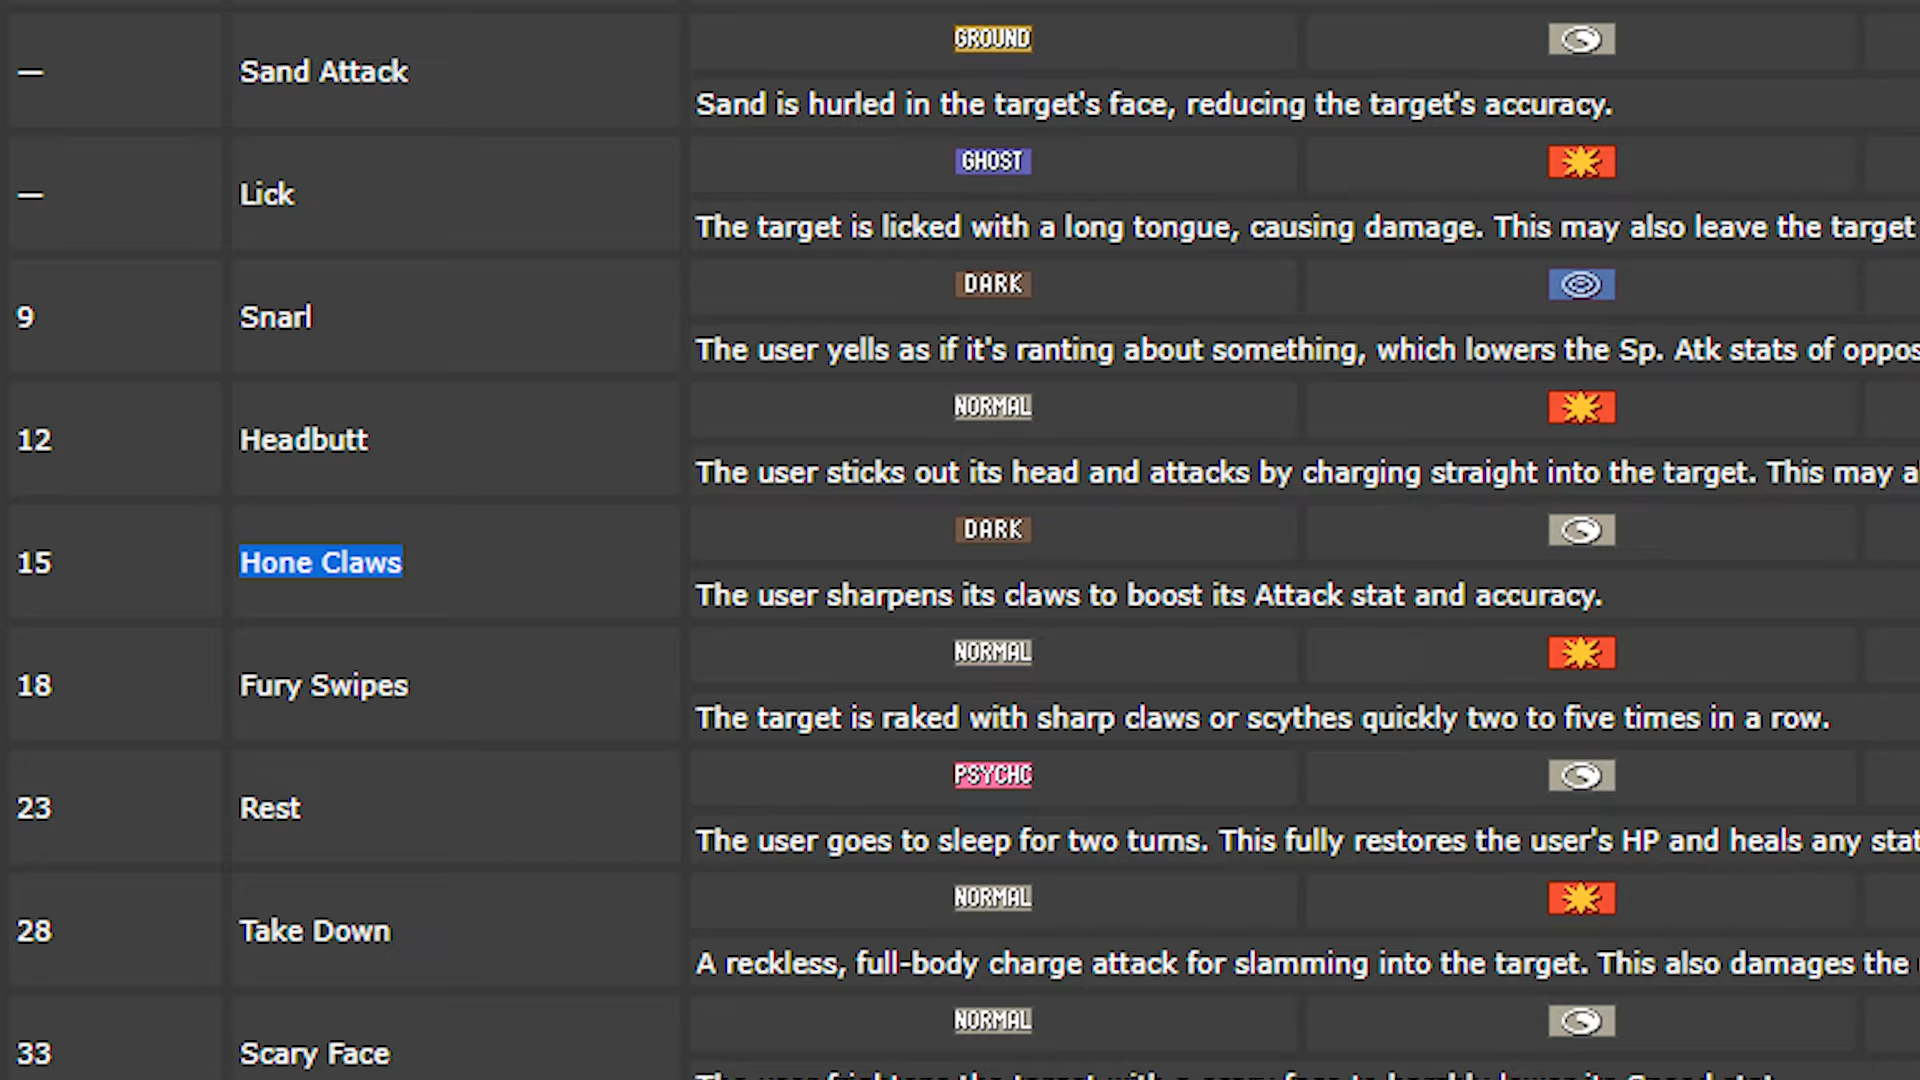 — Sand Attack GROUND
Sand is hurled in the target's face, reducing the target's accuracy.
— Lick GHOST
The target is licked with a long tongue, causing damage. This may also leave the target
9 Snarl DARK
The user yells as if it's ranting about something, which lowers the Sp. Atk stats of oppos
12 Headbutt NORMAL
The user sticks out its head and attacks by charging straight into the target. This may a
15 Hone Claws DARK
The user sharpens its claws to boost its Attack stat and accuracy.
18 Fury Swipes NORMAL
The target is raked with sharp claws or scythes quickly two to five times in a row.
23 Rest PSYCHC
The user goes to sleep for two turns. This fully restores the user's HP and heals any stat
28 Take Down NORMAL
A reckless, full-body charge attack for slamming into the target. This also damages the
33 Scary Face NORMAL